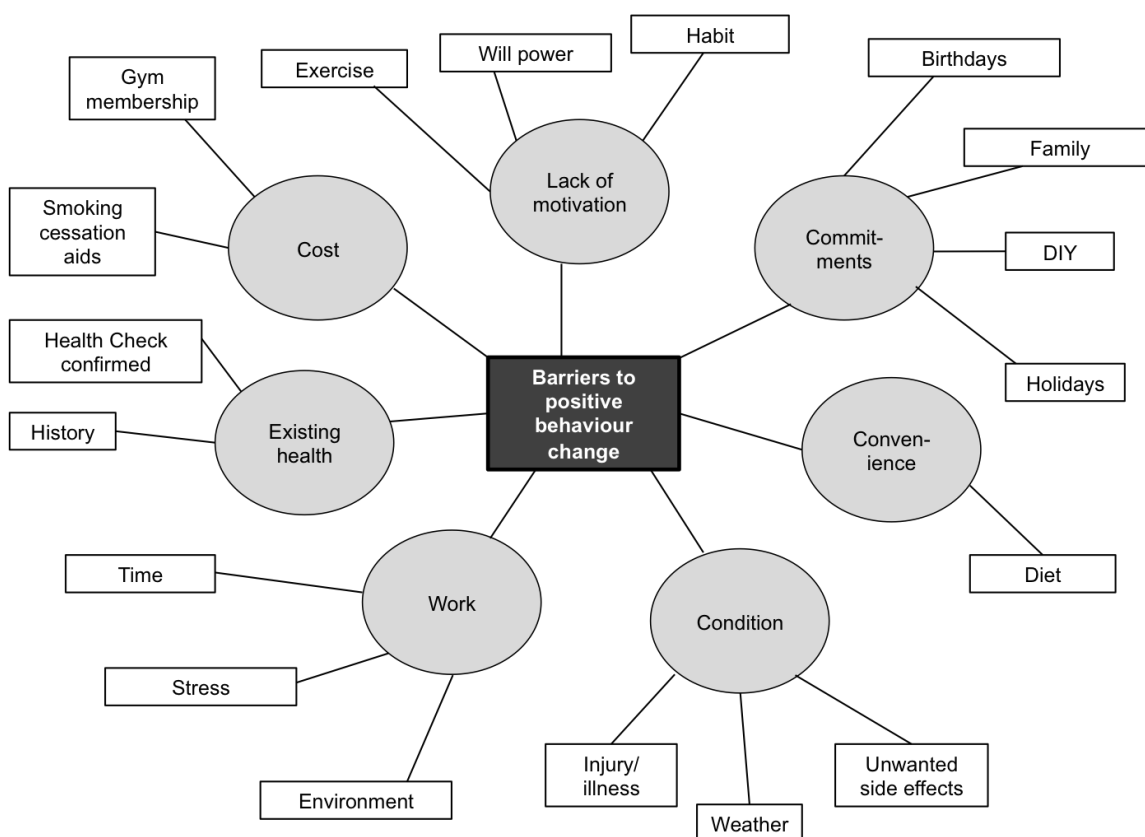 Habit
Will power
Birthdays
Exercise
Gym
membership
Family
Lack of
motivation
Smoking
cessation
aids
Cost
Commit-
ments
DIY
Health Check
confirmed
Holidays
Barriers to
positive
behaviour
change
History
Existing
health
Conven-
ience
Time
Diet
Work
Condition
Stress
Injury/
illness
Unwanted
side effects
Environment
Weather